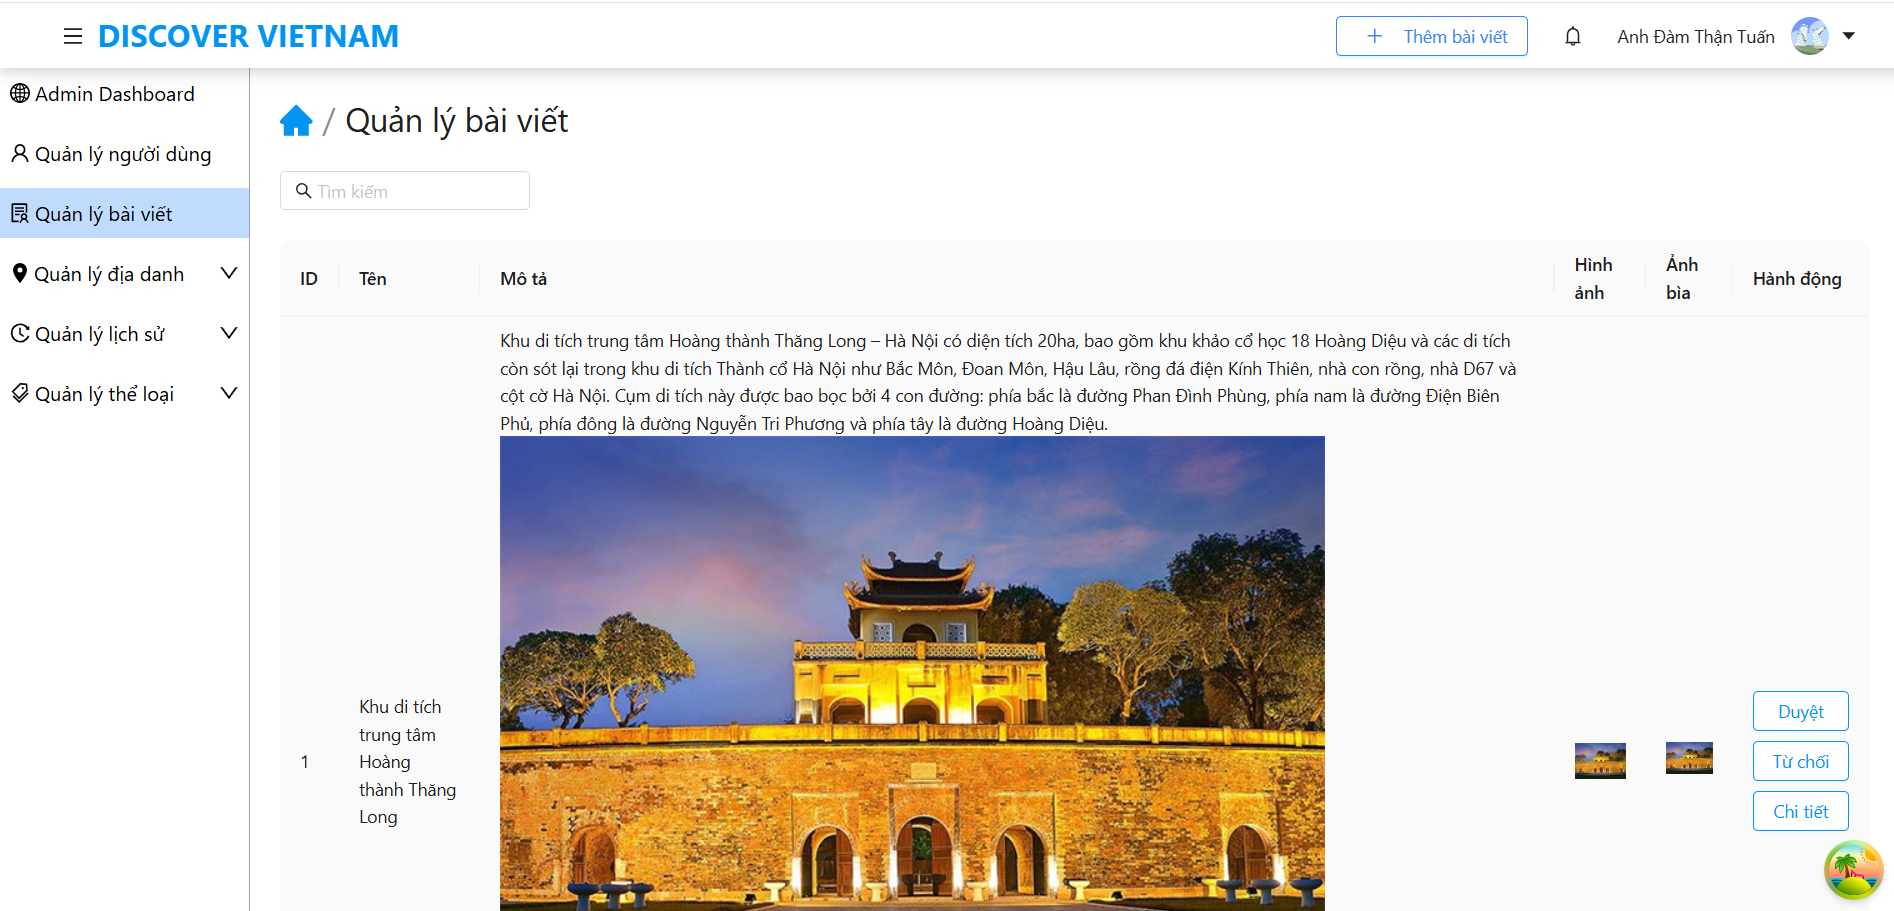 DISCOVER VIETNAM
Thêm bài viết
Anh Đàm Thận Tuấn
Admin Dashboard
Quản lý người dùng
Quản lý bài viết
Quản lý địa danh
Quản lý lịch sử
Quản lý thể loại
/ Quản lý bài viết
Tìm kiếm
ID
Tên
Mô tả
Hình
ảnh
Ảnh
bìa
Hành động
1
Khu di tích
trung tâm
Hoàng
thành Thăng
Long
Khu di tích trung tâm Hoàng thành Thăng Long – Hà Nội có diện tích 20ha, bao gồm khu khảo cổ học 18 Hoàng Diệu và các di tích
còn sót lại trong khu di tích Thành cổ Hà Nội như Bắc Môn, Đoan Môn, Hậu Lâu, rồng đá điện Kính Thiên, nhà con rồng, nhà D67 và
cột cờ Hà Nội. Cụm di tích này được bao bọc bởi 4 con đường: phía bắc là đường Phan Đình Phùng, phía nam là đường Điện Biên
Phủ, phía đông là đường Nguyễn Tri Phương và phía tây là đường Hoàng Diệu.
Duyệt
Từ chối
Chi tiết